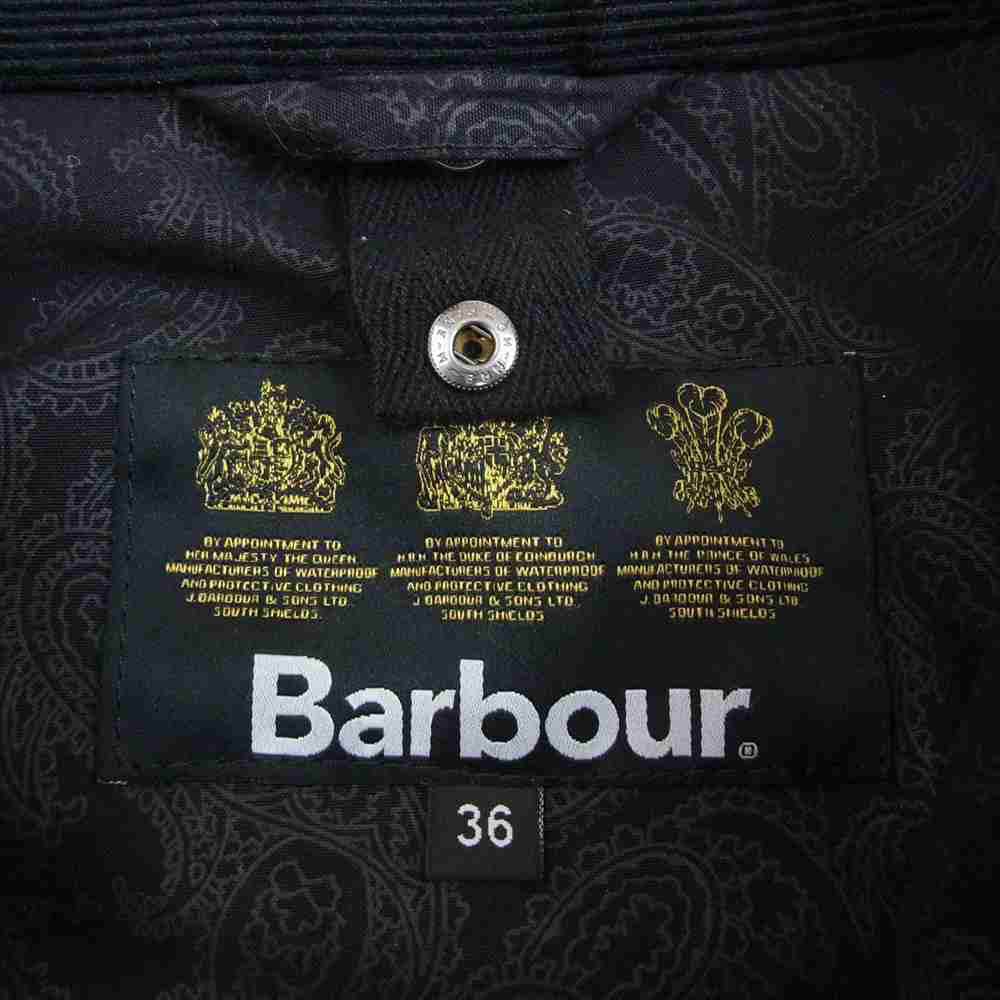 BY APPOINTMENT TO
HER MAJESTY THE QUEEN
MANUFACTURERS OF WATERPROOF
AND PROTECTIVE CLOTHING
J. BARBOUR & SONS LTD.
SOUTH SHIELDS.
BY APPOINTMENT TO
H.R.H. THE DUKE OF EDINBURGH
MANUFACTURERS OF WATERPROOF
AND PROTECTIVE CLOTHING
J. BARBOUR & SONS LTD.
SOUTH SHIELDS
BY APPOINTMENT TO
H.R.H. THE PRINCE OF WALES
MANUFACTURERS OF WATERPROOF
AND PROTECTIVE CLOTHING
J. BARBOUR & SONS LTD
SOUTH SHIELDS
Barbour®
36